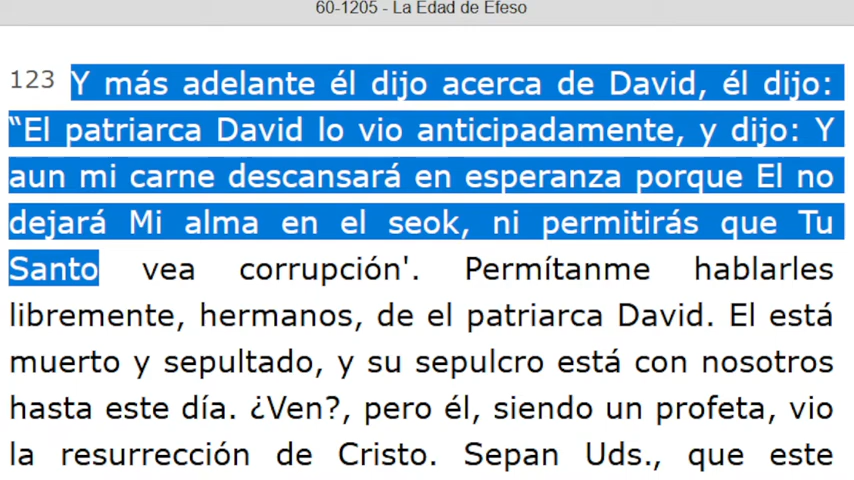 60-1205 - La Edad de Efeso
123 Y más adelante él dijo acerca de David, él dijo:
“El patriarca David lo vio anticipadamente, y dijo: Y
aun mi carne descansará en esperanza porque El no
dejará Mi alma en el seok, ni permitirás que Tu
Santo vea corrupción'. Permítanme hablarles
libremente, hermanos, de el patriarca David. El está
muerto y sepultado, y su sepulcro está con nosotros
hasta este día. ¿Ven?, pero él, siendo un profeta, vio
la resurrección de Cristo. Sepan Uds., que este